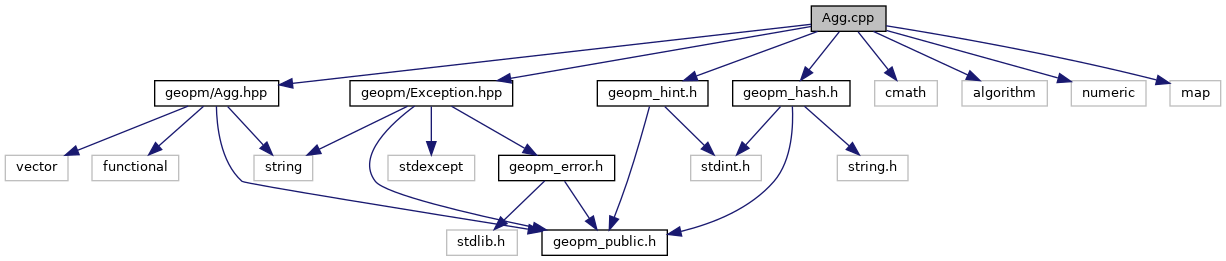 Agg.cpp
geopm/Agg.hpp
geopm/Exception.hpp
geopm_hint.h
geopm_hash.h
cmath
algorithm
numeric
map
vector
functional
string
stdexcept
geopm_error.h
stdint.h
string.h
stdlib.h
geopm_public.h